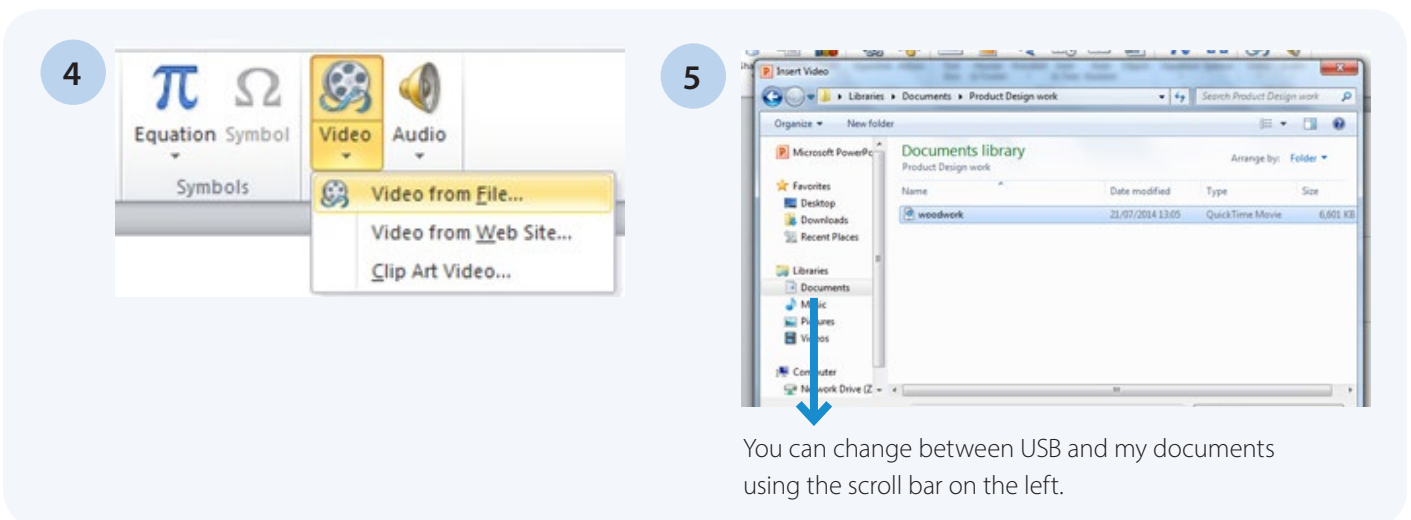 4
π Ω
Equation Symbol Video Audio
Symbols
Video from File...
Video from Web Site...
Clip Art Video...
5
Insert Video
Libraries Documents Product Design work
Search Product Design work
Organize New folder
Microsoft PowerPo
Favorites
Desktop
Downloads
Recent Places
Libraries
Documents
Music
Pictures
Videos
Computer
Network Drive (Z
Documents library
Product Design work
Arrange by: Folder
Name Date modified Type Size
woodwork 21/07/2014 13:05 QuickTime Movie 6,601 KB
You can change between USB and my documents
using the scroll bar on the left.